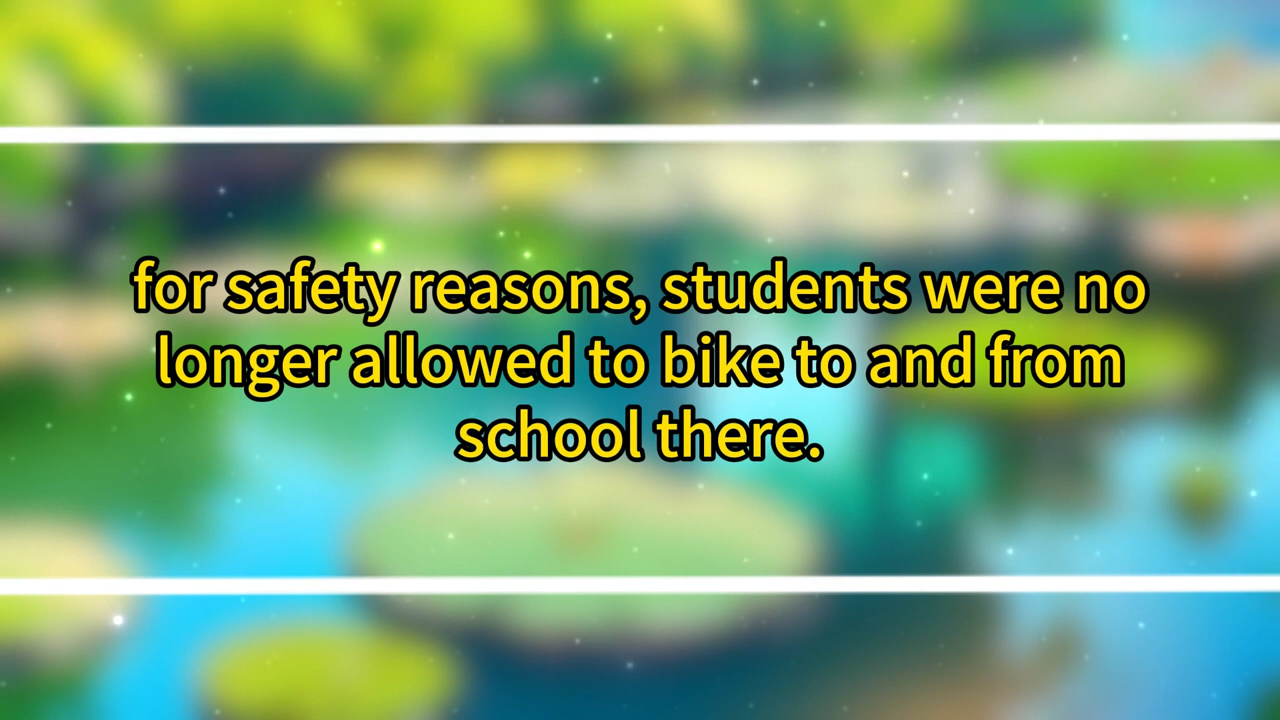 for safety reasons, students were no
longer allowed to bike to and from
school there.